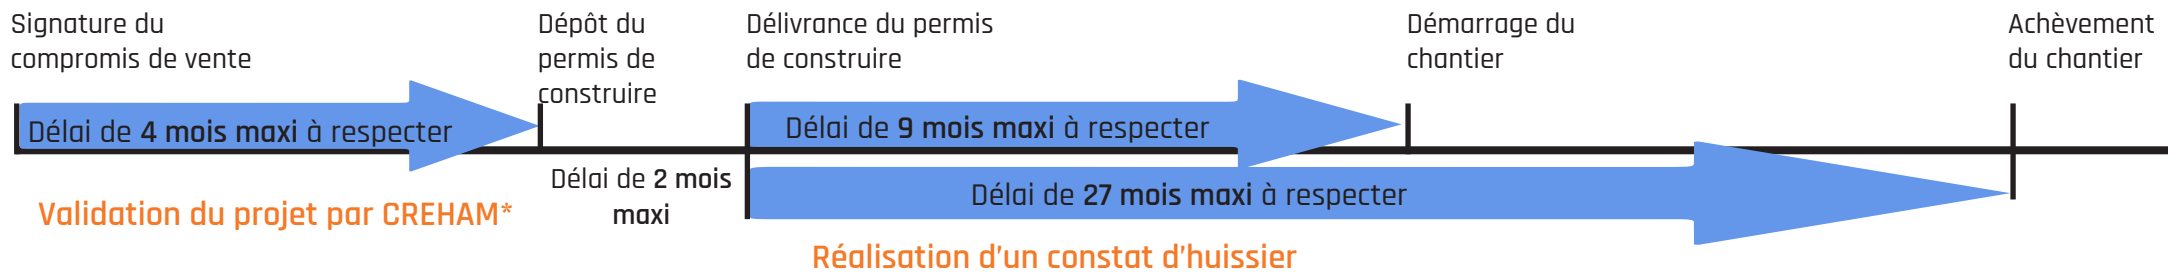 Signature du
compromis de vente
Dépôt du
permis de
construire
Délivrance du permis
de construire
Démarrage du
chantier
Achèvement
du chantier
Délai de 4 mois maxi à respecter
Délai de 9 mois maxi à respecter
Délai de 2 mois
maxi
Délai de 27 mois maxi à respecter
Validation du projet par CREHAM*
Réalisation d'un constat d'huissier